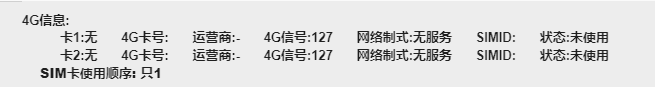 4G信息:
卡1:无 4G卡号: 运营商:- 4G信号:127 网络制式:无服务 SIMID: 状态:未使用
卡2:无 4G卡号: 运营商:- 4G信号:127 网络制式:无服务 SIMID: 状态:未使用
SIM卡使用顺序: 只1